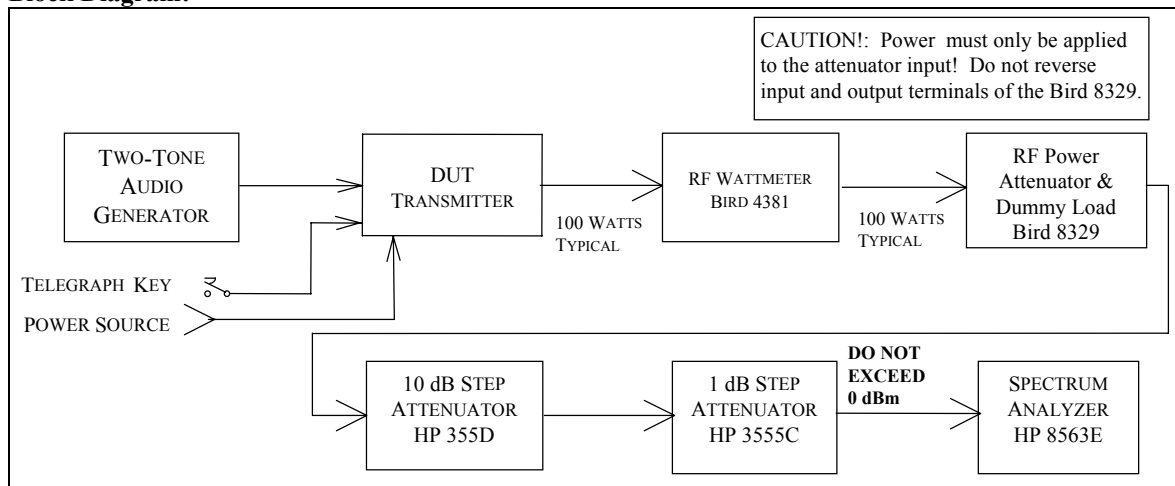 CAUTION!: Power must only be applied
to the attenuator input! Do not reverse
input and output terminals of the Bird 8329.
TWO-TONE
AUDIO
GENERATOR
DUT
TRANSMITTER
100 WATTS
TYPICAL
RF WATTMETER
BIRD 4381
100 WATTS
TYPICAL
RF Power
Attenuator &
Dummy Load
Bird 8329
TELEGRAPH KEY
POWER SOURCE
10 dB STEP
ATTENUATOR
HP 355D
1 dB STEP
ATTENUATOR
HP 3555C
DO NOT
EXCEED
0 dBm
SPECTRUM
ANALYZER
HP 8563E